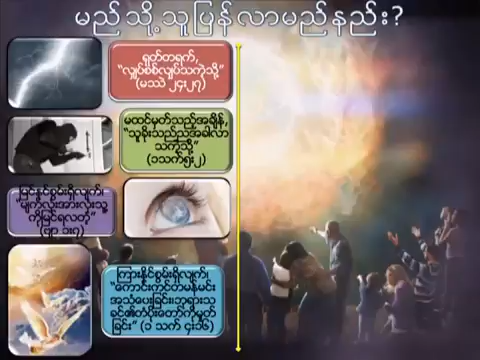 မည်သို့သူပြန်လာမည်နည်း?
ရုတ်တရက်၊
“လျှပ်စစ်လျှပ်သကဲ့သို့”
(မဿဲ ၂၄း၂၇)
မထင်မှတ်သည့်အချိန်၊
“သူခိုးသည်ညအခါလာ
သကဲ့သို့”
(၁သက်၅း၂)
မြင်နိုင်စွမ်းရှိလျက်၊
“မျက်လုံးအားလုံးသူ့
ကိုမြင်ရလတံ့”
(ဗျာ ၁း၇)
ကြားနိုင်စွမ်းရှိလျက်၊
“ကောင်းကင်တမန်မင်း
အသံပေးခြင်း၊ဘုရားသ
ခင်၏တံပိုးတော်ကိုမှုတ်
ခြင်း” (၁ သက် ၄း၁၆)